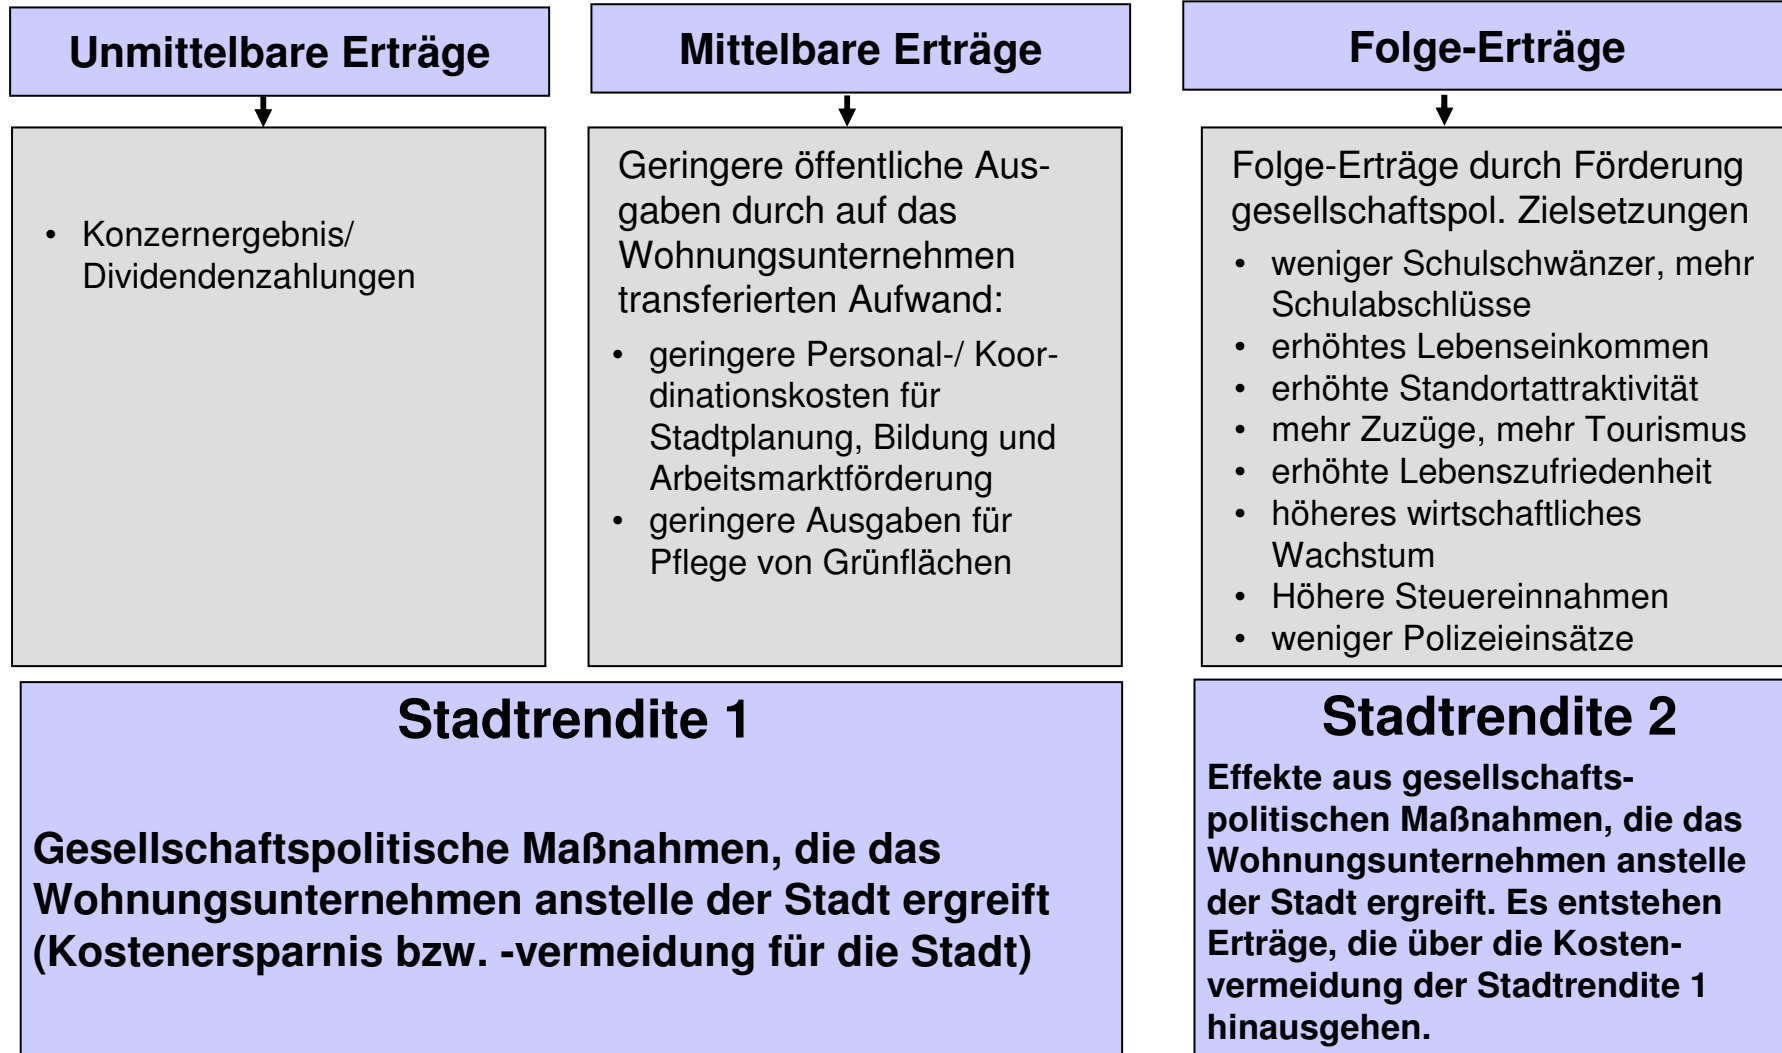 Unmittelbare Erträge
• Konzernergebnis/
Dividendenzahlungen
Mittelbare Erträge
Geringere öffentliche Aus-
gaben durch auf das
Wohnungsunternehmen
transferierten Aufwand:
• geringere Personal-/ Koor-
dinationskosten für
Stadtplanung, Bildung und
Arbeitsmarktförderung
• geringere Ausgaben für
Pflege von Grünflächen
Folge-Erträge
Folge-Erträge durch Förderung
gesellschaftspol. Zielsetzungen
• weniger Schulschwänzer, mehr
Schulabschlüsse
• erhöhtes Lebenseinkommen
• erhöhte Standortattraktivität
• mehr Zuzüge, mehr Tourismus
• erhöhte Lebenszufriedenheit
• höheres wirtschaftliches
Wachstum
• Höhere Steuereinnahmen
• weniger Polizeieinsätze
Stadtrendite 1
Gesellschaftspolitische Maßnahmen, die das
Wohnungsunternehmen anstelle der Stadt ergreift
(Kostenersparnis bzw. -vermeidung für die Stadt)
Stadtrendite 2
Effekte aus gesellschafts-
politischen Maßnahmen, die das
Wohnungsunternehmen anstelle
der Stadt ergreift. Es entstehen
Erträge, die über die Kosten-
vermeidung der Stadtrendite 1
hinausgehen.